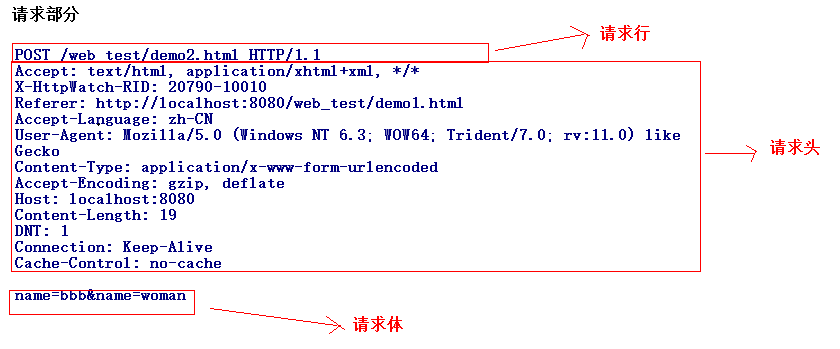 请求部分
POST /web_test/demo2.html HTTP/1.1
请求行
Accept: text/html, application/xhtml+xml, */*
X-HttpWatch-RID: 20790-10010
Referer: http://localhost:8080/web_test/demo1.html
Accept-Language: zh-CN
User-Agent: Mozilla/5.0 (Windows NT 6.3; WOW64; Trident/7.0; rv:11.0) like
Gecko
请求头
Content-Type: application/x-www-form-urlencoded
Accept-Encoding: gzip, deflate
Host: localhost:8080
Content-Length: 19
DNT: 1
Connection: Keep-Alive
Cache-Control: no-cache
name=bbb&name=woman
请求体